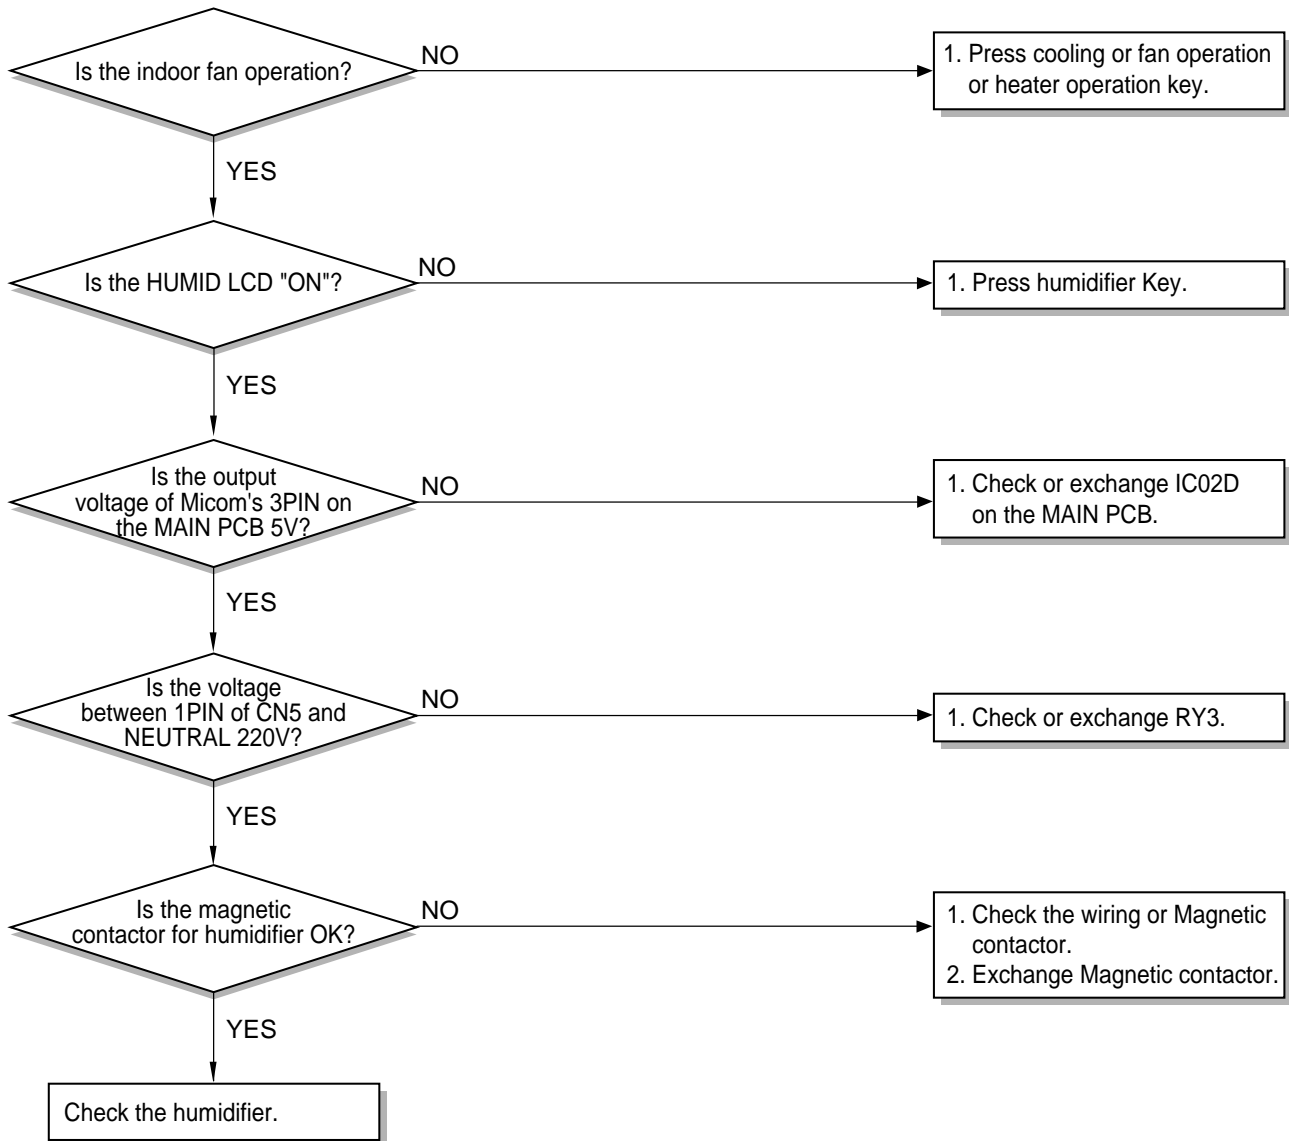 Is the indoor fan operation?
NO
1. Press cooling or fan operation
or heater operation key.
YES
Is the HUMID LCD "ON"?
NO
1. Press humidifier Key.
YES
Is the output
voltage of Micom's 3PIN on
the MAIN PCB 5V?
NO
1. Check or exchange IC02D
on the MAIN PCB.
YES
Is the voltage
between 1PIN of CN5 and
NEUTRAL 220V?
NO
1. Check or exchange RY3.
YES
Is the magnetic
contactor for humidifier OK?
NO
1. Check the wiring or Magnetic
contactor.
2. Exchange Magnetic contactor.
YES
Check the humidifier.